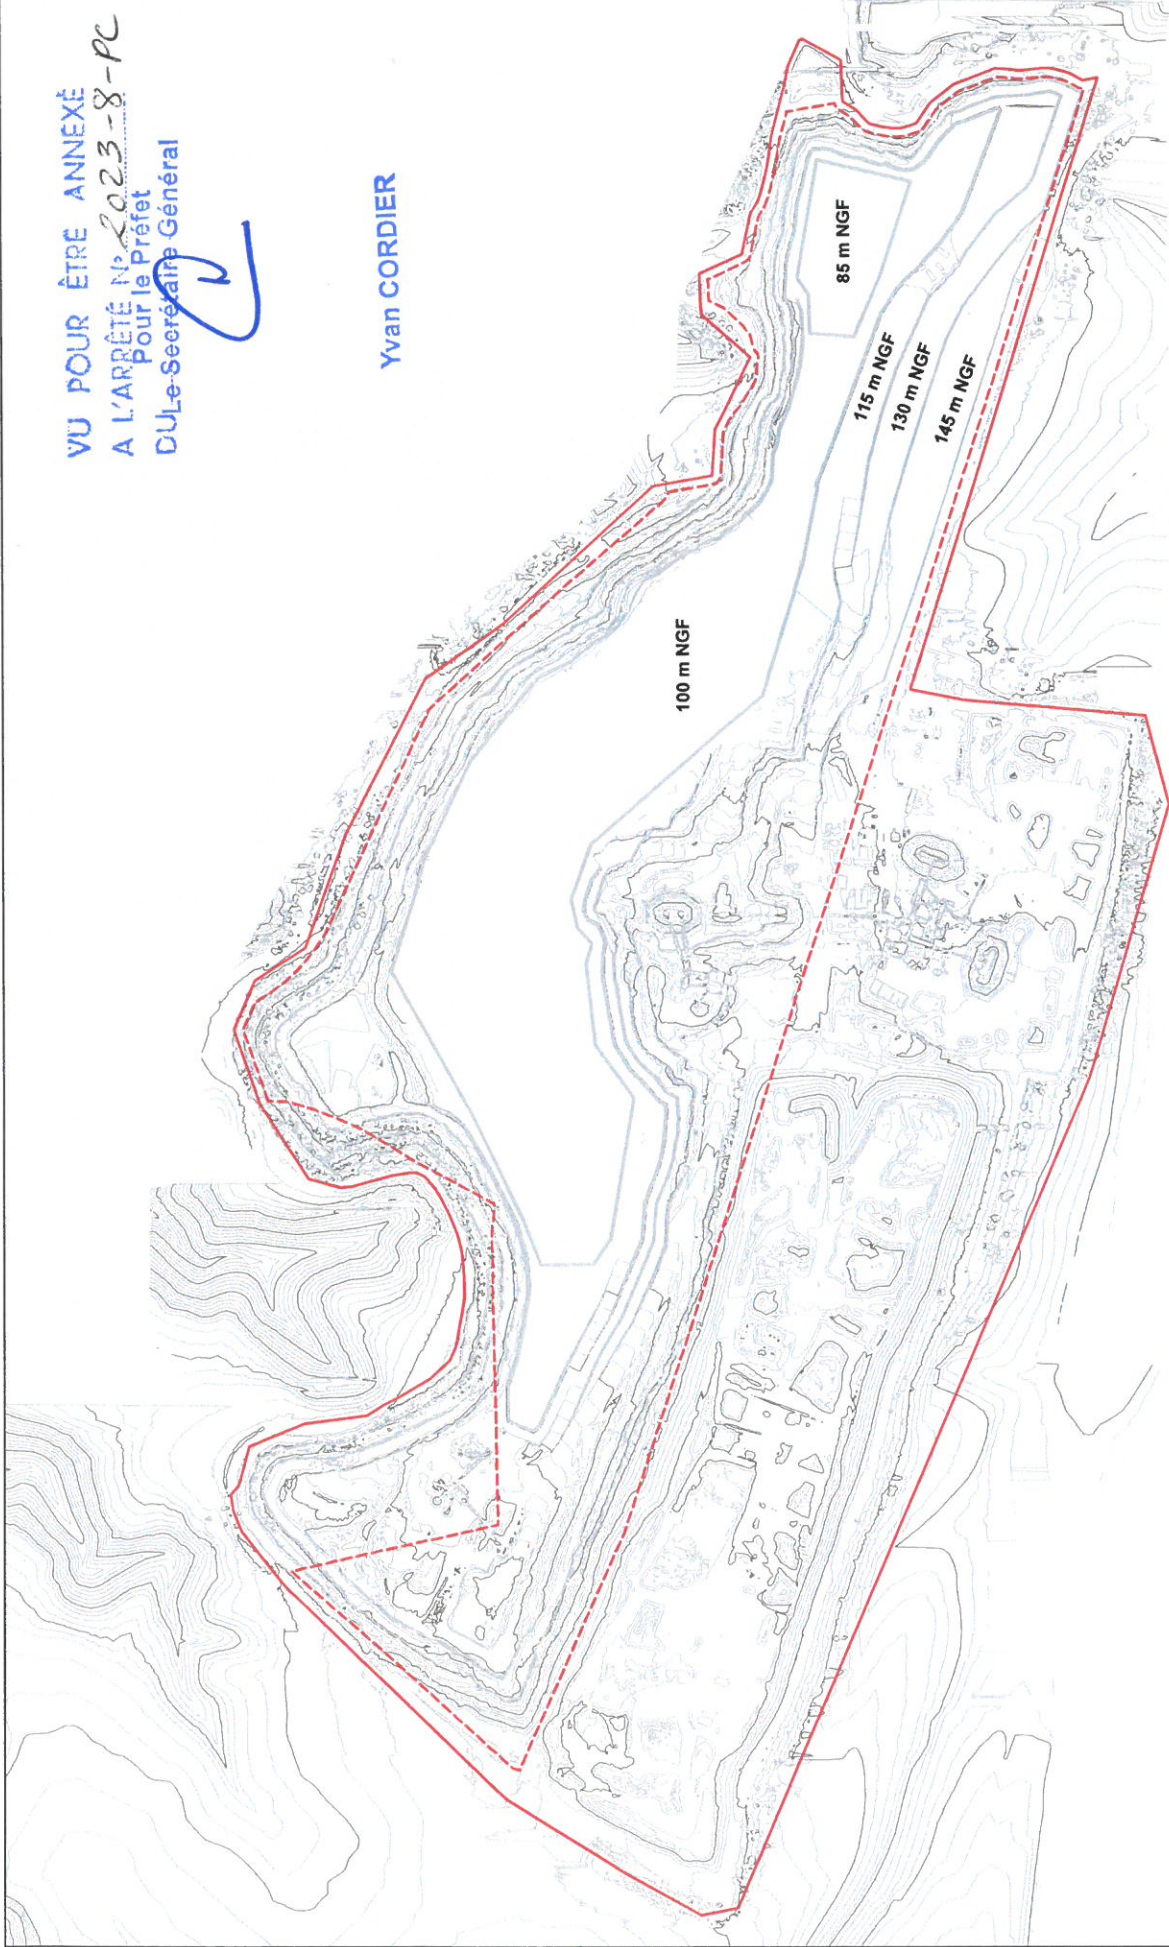 VU POUR ÊTRE ANNEXÉ
A L'ARRÊTÉ N° 2023-8-PC
Pour le Préfet
DU Le Secrétaire Général
Yvan CORDIER
85 m NGF
115 m NGF
130 m NGF
145 m NGF
100 m NGF